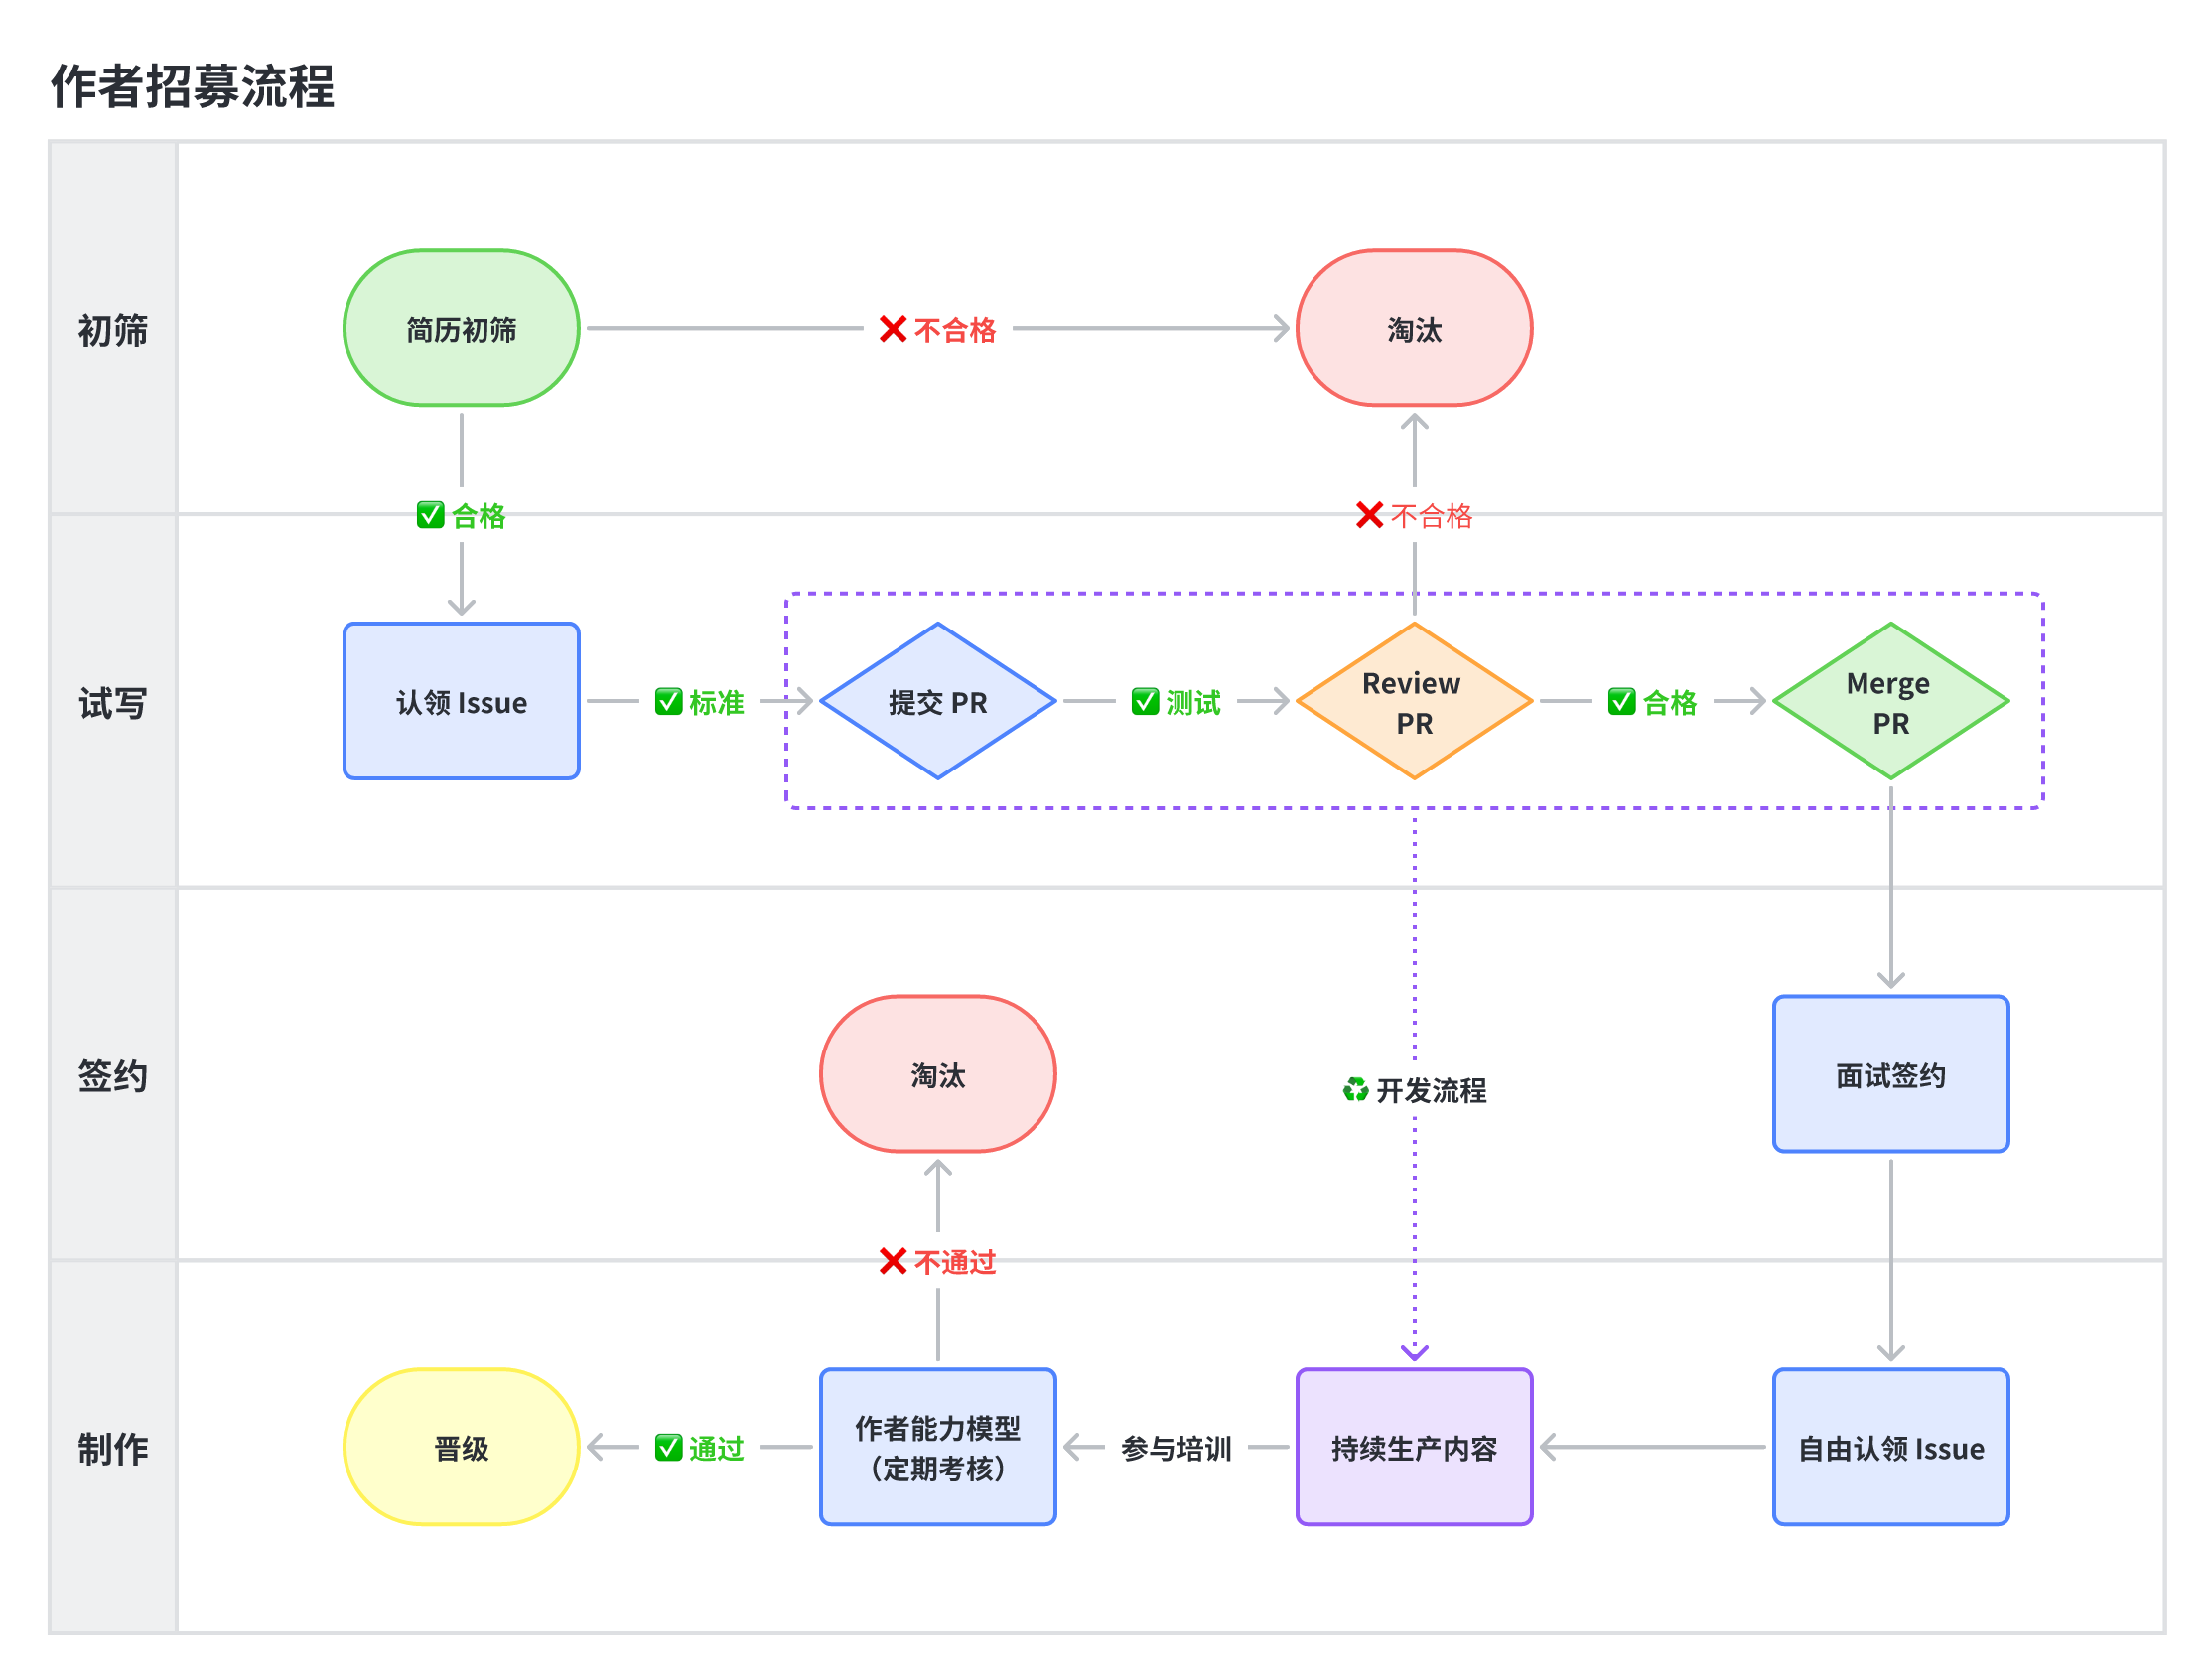 作者招募流程
初筛
简历初筛
❌ 不合格
淘汰
✅ 合格
❌ 不合格
试写
认领 Issue
✅ 标准
提交 PR
✅ 测试
Review
PR
✅ 合格
Merge
PR
签约
淘汰
♻️ 开发流程
面试签约
❌ 不通过
制作
晋级
✅ 通过
作者能力模型
（定期考核）
参与培训
持续生产内容
自由认领 Issue